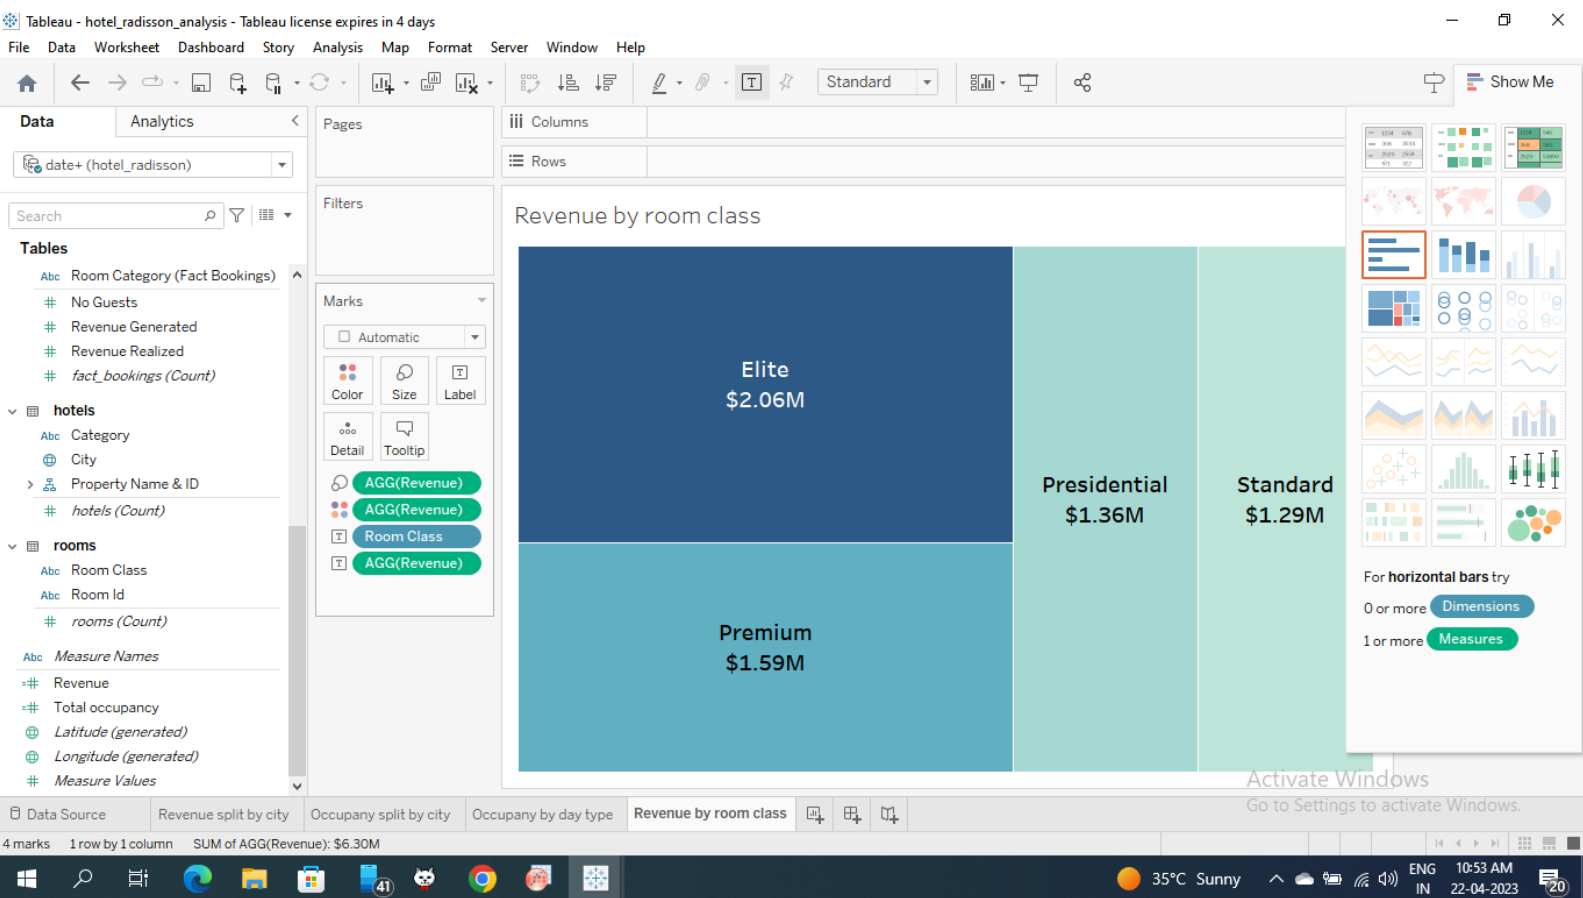 Tableau - hotel_radisson_analysis - Tableau license expires in 4 days
File Data Worksheet Dashboard Story Analysis Map Format Server Window Help
Standard
Show Me
Data Analytics
date+ (hotel_radisson)
Search
Tables
Abc Room Category (Fact Bookings)
No Guests
Revenue Generated
Revenue Realized
fact_bookings (Count)
hotels
Abc Category
City
Property Name & ID
hotels (Count)
rooms
Abc Room Class
Abc Room Id
rooms (Count)
Abc Measure Names
Revenue
Total occupancy
Latitude (generated)
Longitude (generated)
Measure Values
Pages
Filters
Marks
Automatic
Color Size Label
Detail Tooltip
AGG(Revenue)
AGG(Revenue)
Room Class
AGG(Revenue)
Columns
Rows
Revenue by room class
Elite
$2.06M
Premium
$1.59M
Presidential
$1.36M
Standard
$1.29M
For horizontal bars try
0 or more Dimensions
1 or more Measures
Activate Windows
Go to Settings to activate Windows.
Data Source Revenue split by city Occupany split by city Occupany by day type Revenue by room class
4 marks 1 row by 1 column SUM of AGG(Revenue): $6.30M
41
35°C Sunny
ENG
IN
10:53 AM
22-04-2023
20